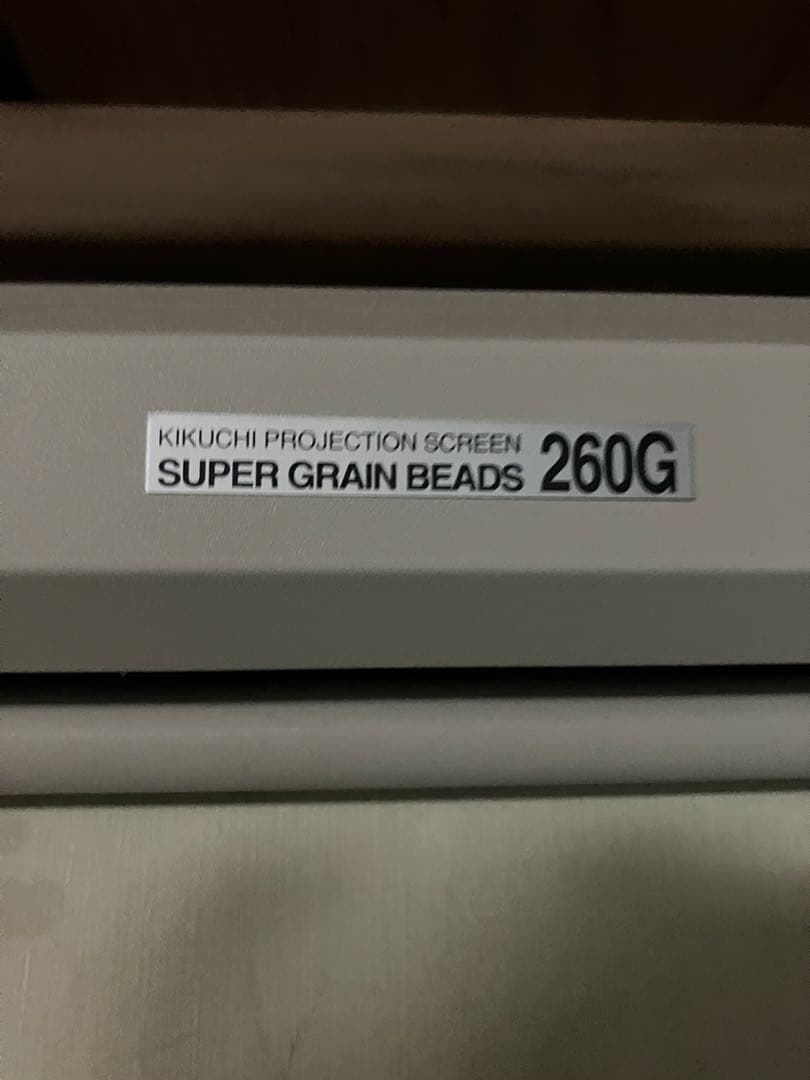 KIKUCHI PROJECTION SCREEN
SUPER GRAIN BEADS 260G